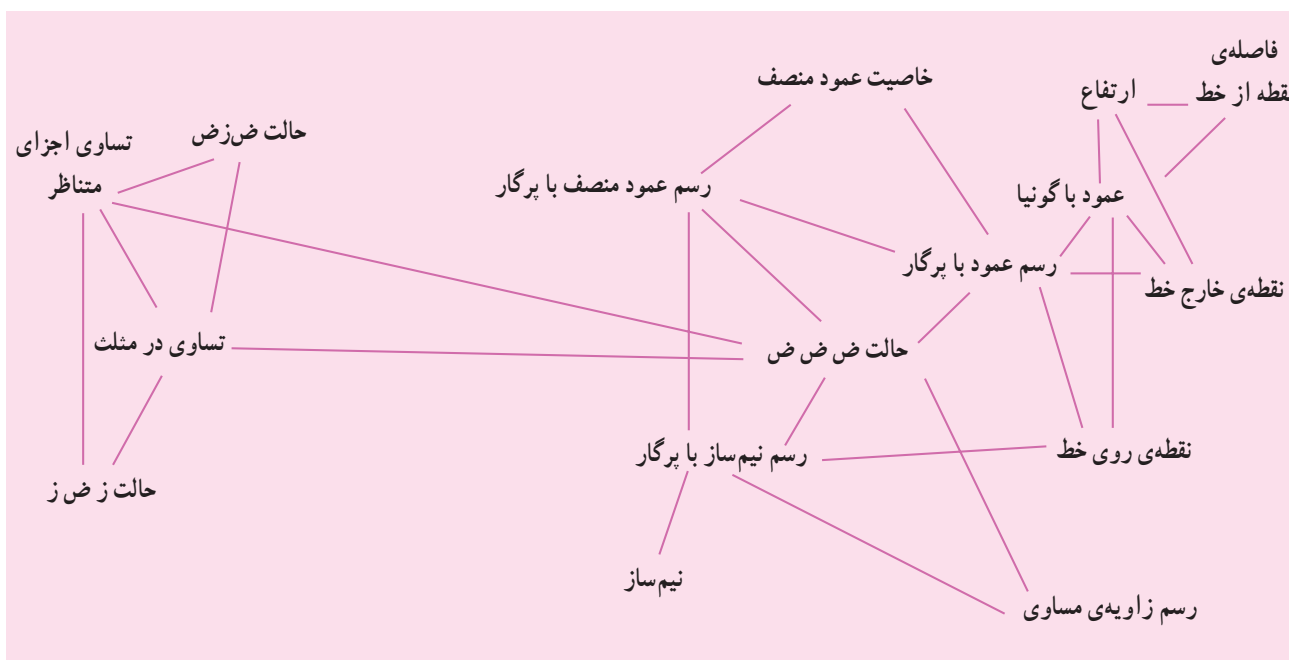 فاصله‌ی
نقطه از خط
ارتفاع
خاصیت عمود منصف
حالت ض‌ز‌ض
تساوی اجزای
متناظر
رسم عمود منصف با پرگار
عمود با گونیا
رسم عمود با پرگار
نقطه‌ی خارج خط
تساوی در مثلث
حالت ض ض ض
نقطه‌ی روی خط
رسم نیم‌ساز با پرگار
حالت ز ض ز
نیم‌ساز
رسم زاویه‌ی مساوی